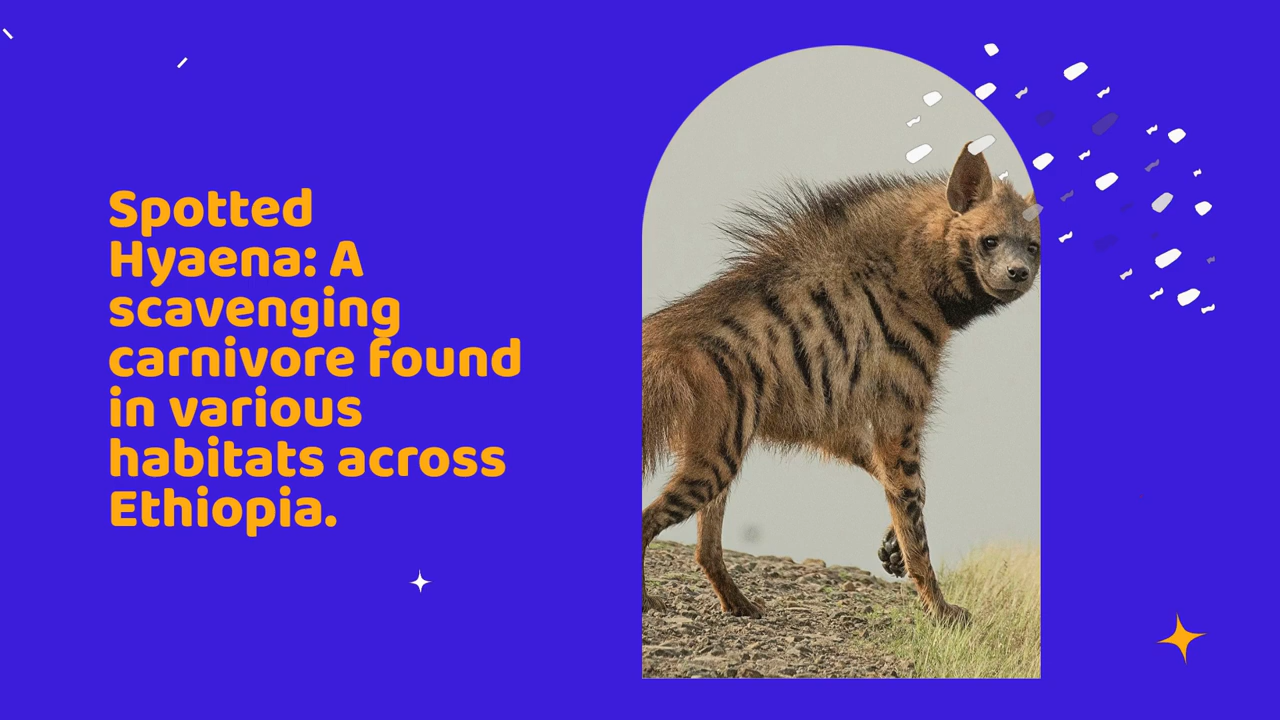 Spotted
Hyaena: A
scavenging
carnivore found
in various
habitats across
Ethiopia.